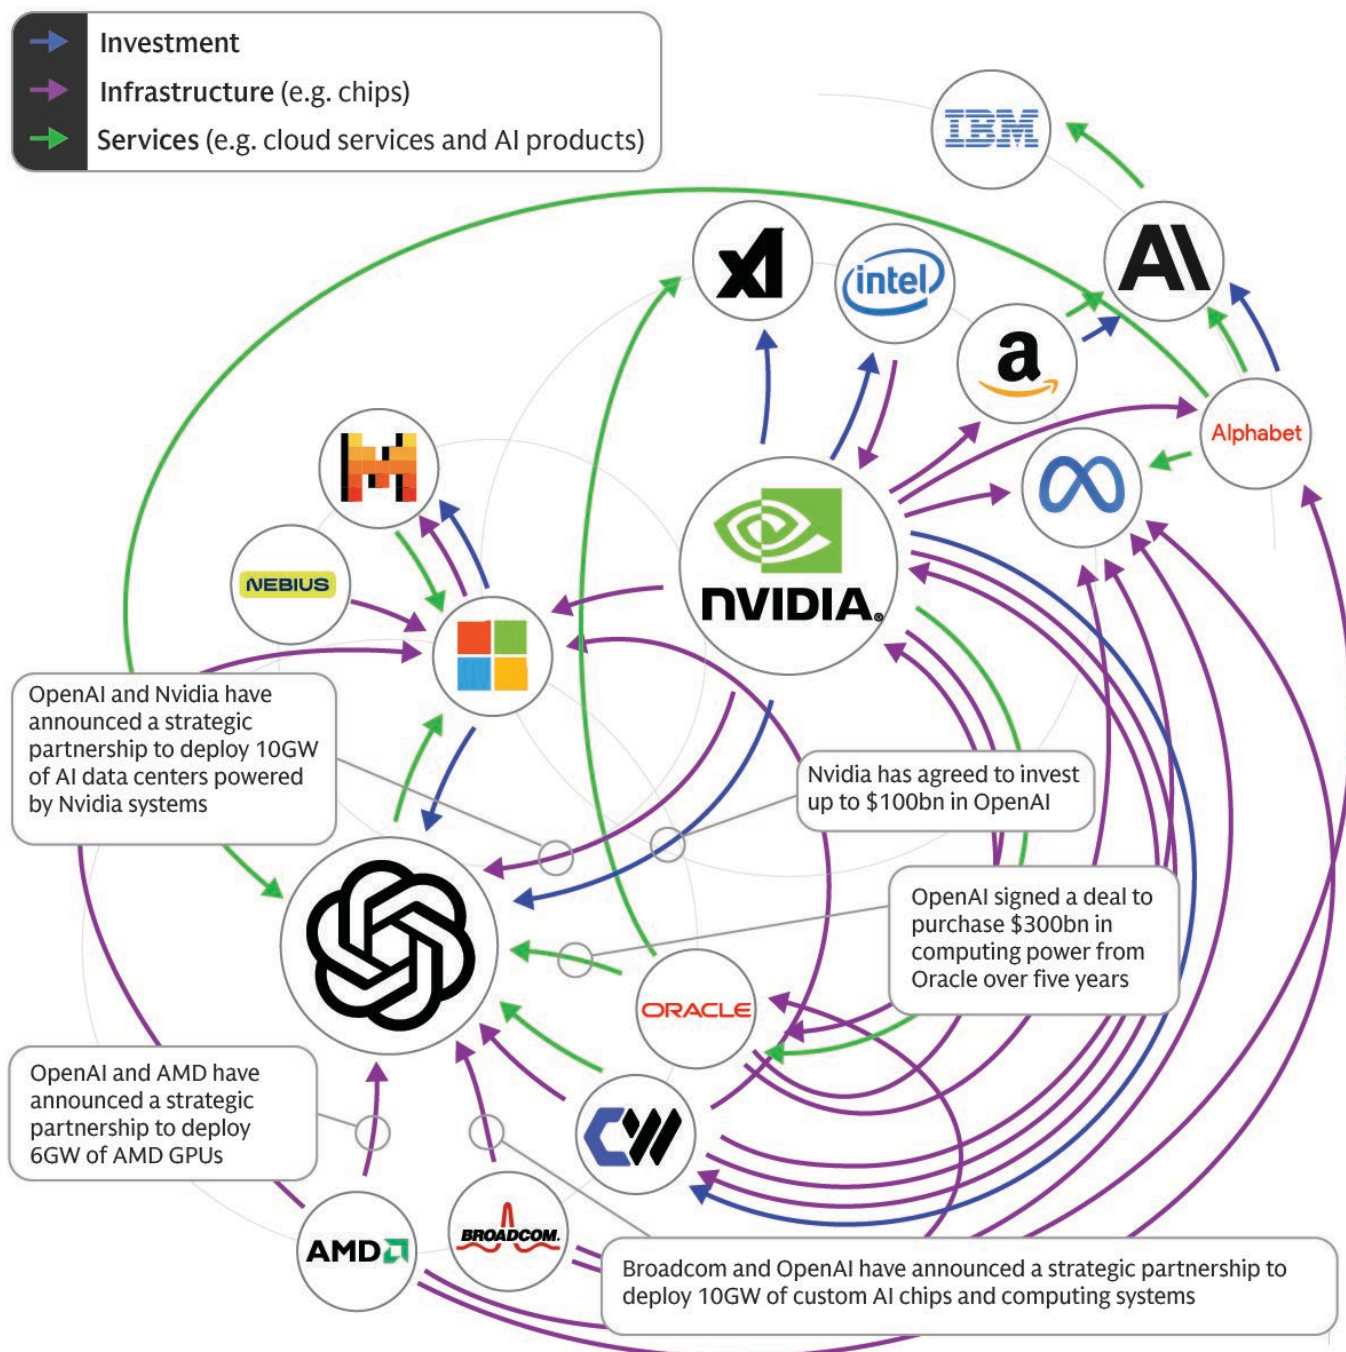 Investment
Infrastructure (e.g. chips)
Services (e.g. cloud services and AI products)
IBM
xAI
intel
AI
a
Alphabet
NEBIUS
NVIDIA®
OpenAI and Nvidia have
announced a strategic
partnership to deploy 10GW
of AI data centers powered
by Nvidia systems
Nvidia has agreed to invest
up to $100bn in OpenAI
OpenAI signed a deal to
purchase $300bn in
computing power from
Oracle over five years
ORACLE
OpenAI and AMD have
announced a strategic
partnership to deploy
6GW of AMD GPUs
CW
AMD
BROADCOM.
Broadcom and OpenAI have announced a strategic partnership to
deploy 10GW of custom AI chips and computing systems